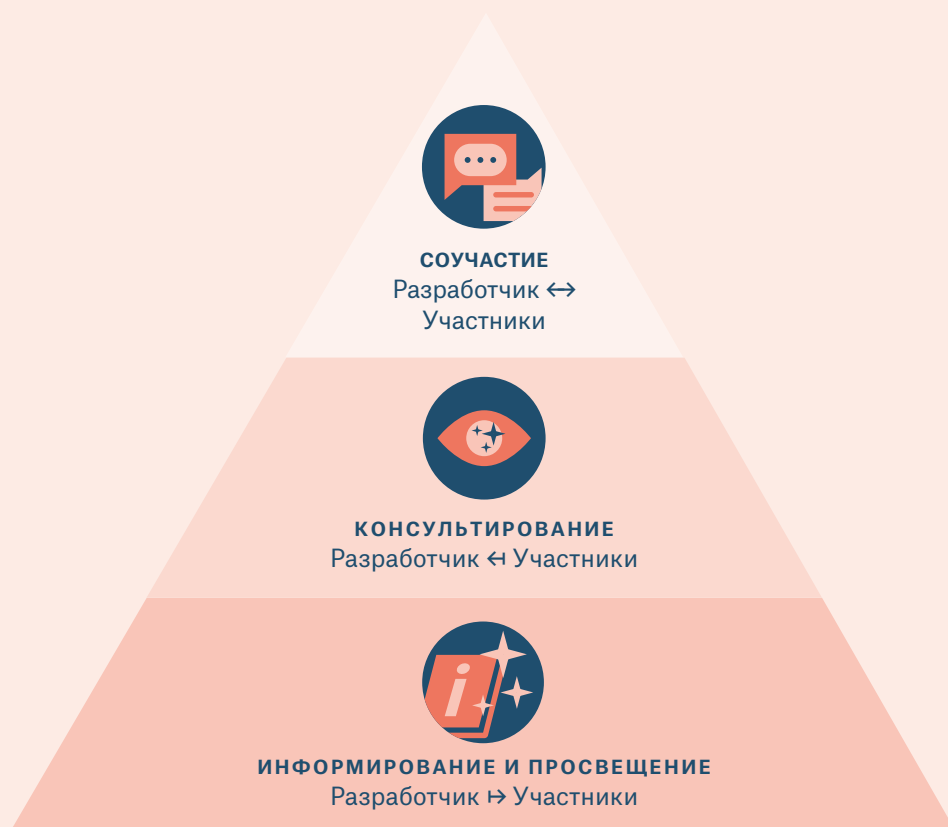 СОУЧАСТИЕ
Разработчик ↔
Участники
КОНСУЛЬТИРОВАНИЕ
Разработчик ↤ Участники
i
ИНФОРМИРОВАНИЕ И ПРОСВЕЩЕНИЕ
Разработчик ↦ Участники